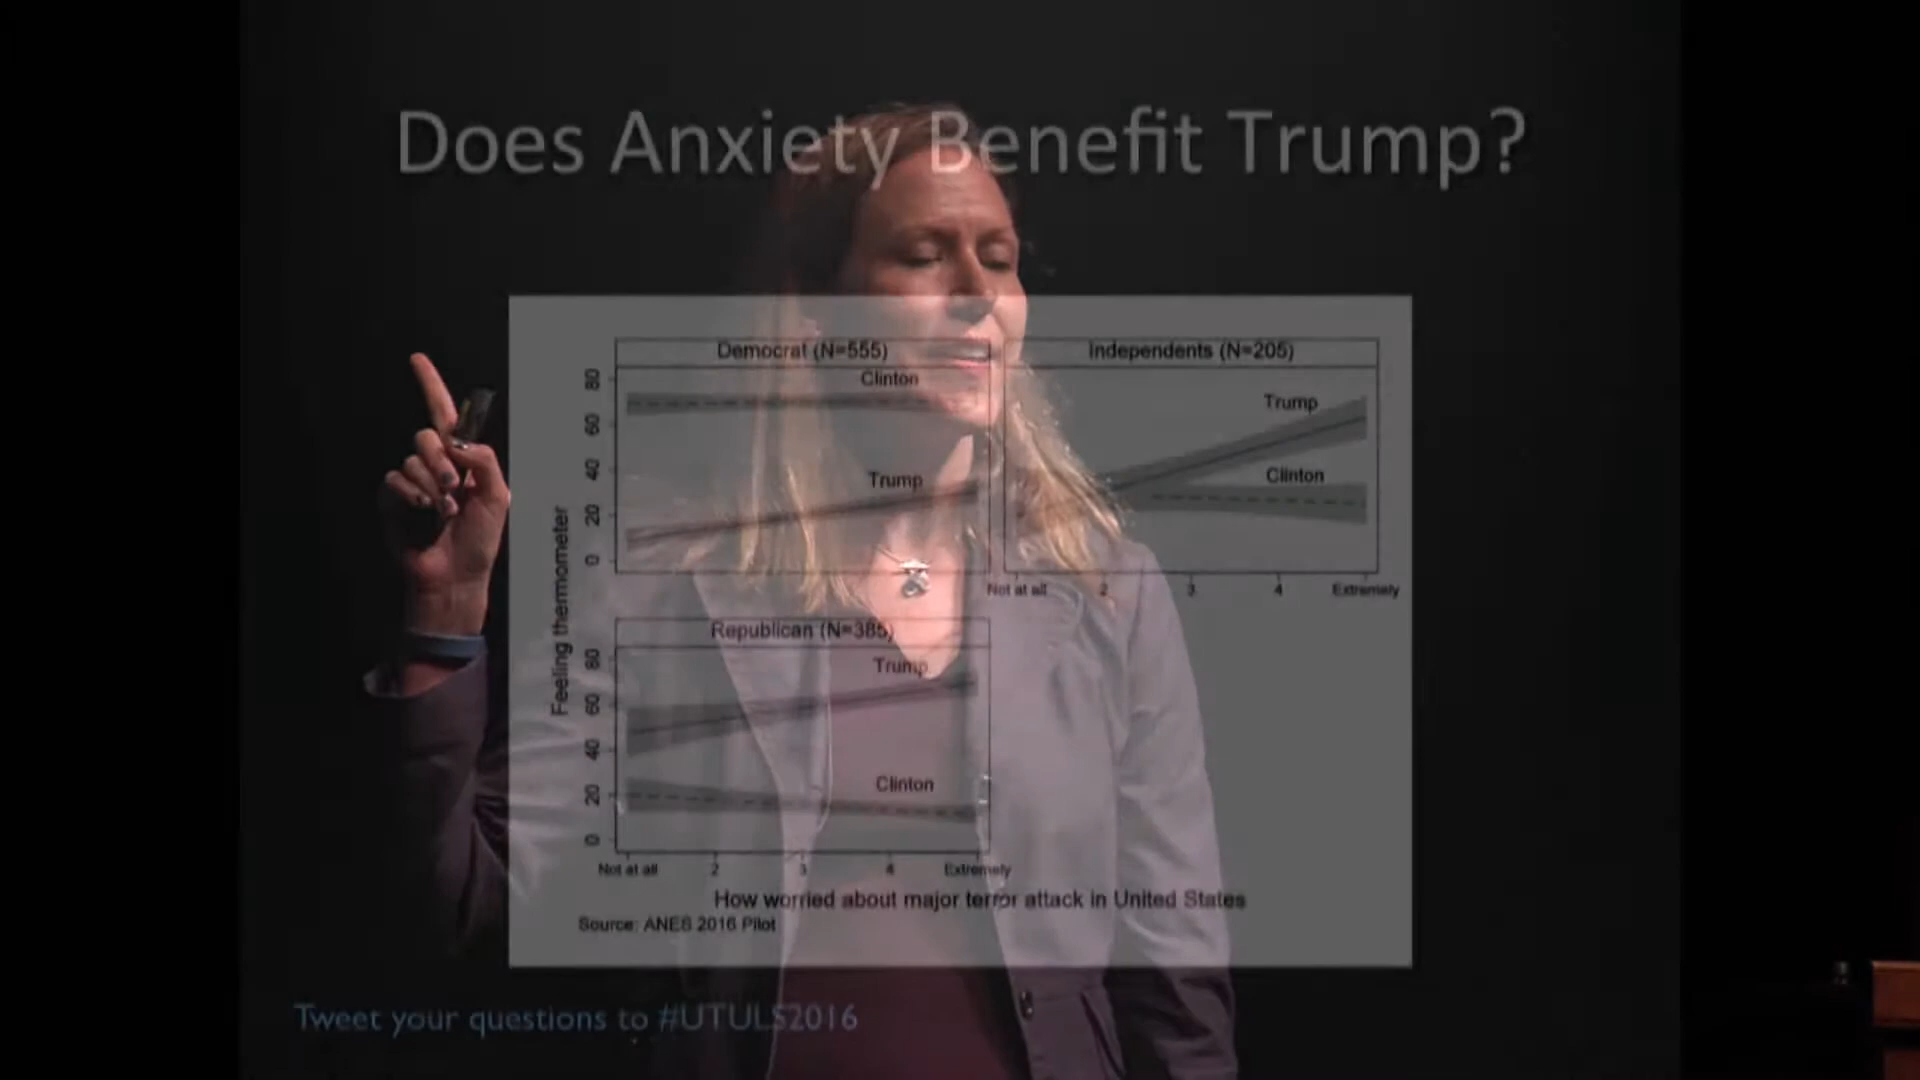 Does Anxiety Benefit Trump?
Democrat (N=555)
Clinton
Trump
80
60
40
20
0
Independents (N=205)
Trump
Clinton
Not at all 2 3 4 Extremely
Feeling thermometer
Republican (N=385)
Trump
Clinton
80
60
40
20
0
Not at all 2 3 4 Extremely
How worried about major terror attack in United States
Source: ANES 2016 Pilot
Tweet your questions to #UTULS2016